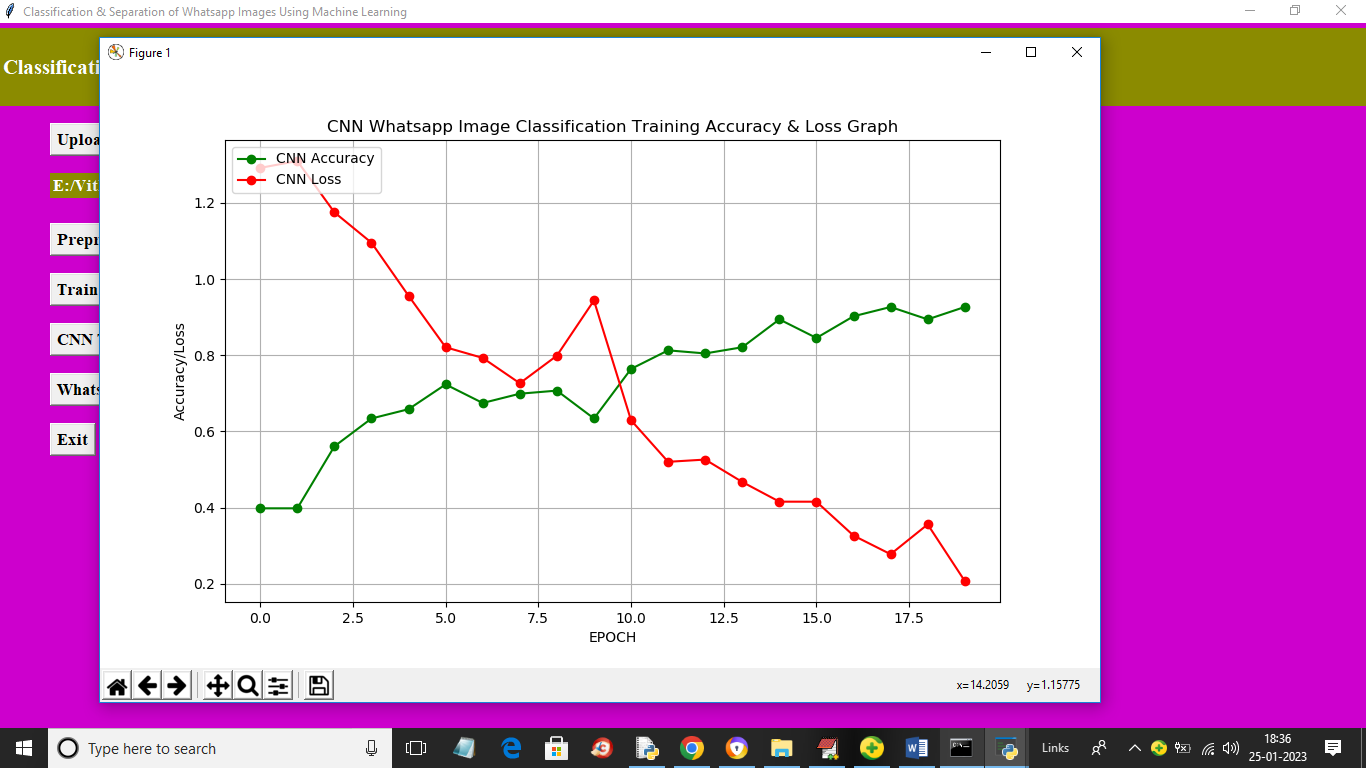 Classification & Separation of Whatsapp Images Using Machine Learning
Classificati
Figure 1
Uploa
E:/Vit
Prepr
Train
CNN
Whats
Exit
CNN Whatsapp Image Classification Training Accuracy & Loss Graph
CNN Accuracy
CNN Loss
1.2
1.0
0.8
0.6
0.4
0.2
Accuracy/Loss
0.0 2.5 5.0 7.5 10.0 12.5 15.0 17.5
EPOCH
x=14.2059 y=1.15775
Type here to search
Links
18:36
25-01-2023